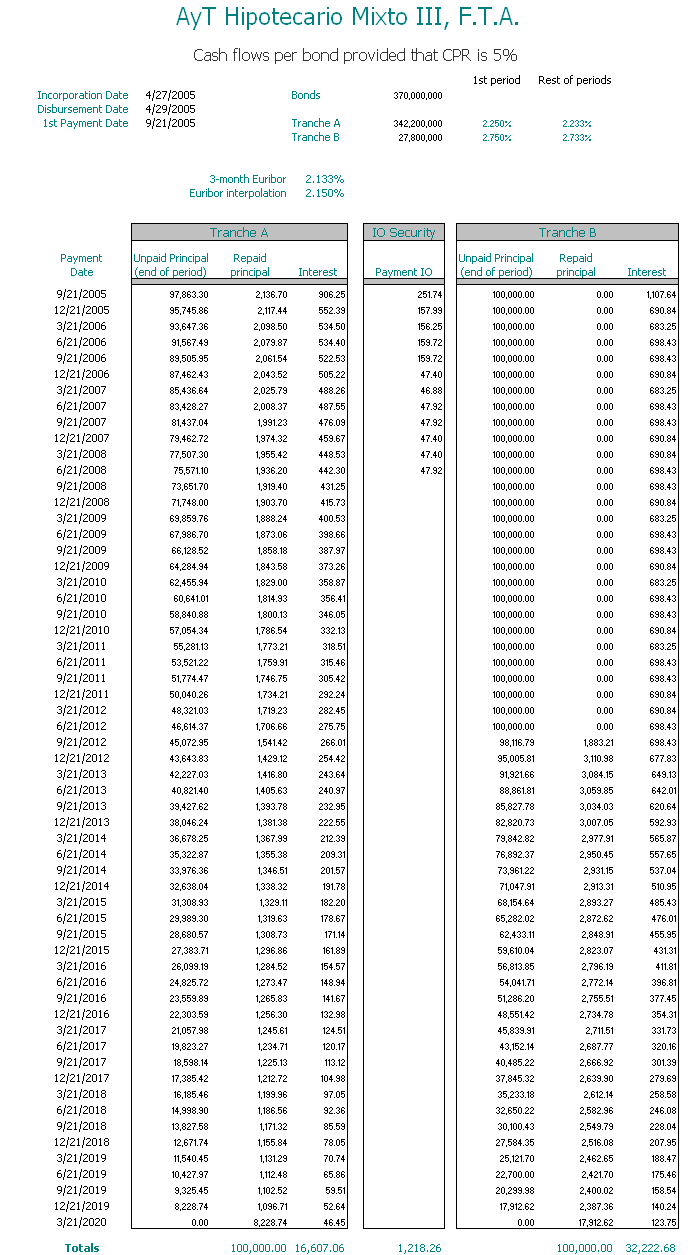 AyT Hipotecario Mixto III, F.T.A.
Cash flows per bond provided that CPR is 5%
1st period Rest of periods
Incorporation Date 4/27/2005 Bonds 370,000,000
Disbursement Date 4/29/2005
1st Payment Date 9/21/2005 Tranche A 342,200,000 2.250% 2.233%
Tranche B 27,800,000 2.750% 2.733%
3-month Euribor 2.133%
Euribor interpolation 2.150%
Tranche A IO Security Tranche B
Payment Unpaid Principal Repaid Unpaid Principal Repaid
Date (end of period) principal Interest Payment IO (end of period) principal Interest
9/21/2005 97,863.30 2,136.70 906.25 251.74 100,000.00 0.00 1,107.64
12/21/2005 95,745.86 2,117.44 552.39 157.99 100,000.00 0.00 690.84
3/21/2006 93,647.36 2,098.50 534.50 156.25 100,000.00 0.00 683.25
6/21/2006 91,567.49 2,079.87 534.40 159.72 100,000.00 0.00 698.43
9/21/2006 89,505.95 2,061.54 522.53 159.72 100,000.00 0.00 698.43
12/21/2006 87,462.43 2,043.52 505.22 47.40 100,000.00 0.00 690.84
3/21/2007 85,436.64 2,025.79 488.26 46.88 100,000.00 0.00 683.25
6/21/2007 83,428.27 2,008.37 487.55 47.92 100,000.00 0.00 698.43
9/21/2007 81,437.04 1,991.23 476.09 47.92 100,000.00 0.00 698.43
12/21/2007 79,462.72 1,974.32 459.67 47.40 100,000.00 0.00 690.84
3/21/2008 77,507.30 1,955.42 448.53 47.40 100,000.00 0.00 690.84
6/21/2008 75,571.10 1,936.20 442.30 47.92 100,000.00 0.00 698.43
9/21/2008 73,651.70 1,919.40 431.25 100,000.00 0.00 698.43
12/21/2008 71,748.00 1,903.70 415.73 100,000.00 0.00 690.84
3/21/2009 69,859.76 1,888.24 400.53 100,000.00 0.00 683.25
6/21/2009 67,986.70 1,873.06 398.66 100,000.00 0.00 698.43
9/21/2009 66,128.52 1,858.18 387.97 100,000.00 0.00 698.43
12/21/2009 64,284.94 1,843.58 373.26 100,000.00 0.00 690.84
3/21/2010 62,455.94 1,829.00 358.87 100,000.00 0.00 683.25
6/21/2010 60,641.01 1,814.93 356.41 100,000.00 0.00 698.43
9/21/2010 58,840.88 1,800.13 346.05 100,000.00 0.00 698.43
12/21/2010 57,054.34 1,786.54 332.13 100,000.00 0.00 690.84
3/21/2011 55,281.13 1,773.21 318.51 100,000.00 0.00 683.25
6/21/2011 53,521.22 1,759.91 315.46 100,000.00 0.00 698.43
9/21/2011 51,774.47 1,746.75 305.42 100,000.00 0.00 698.43
12/21/2011 50,040.26 1,734.21 292.24 100,000.00 0.00 690.84
3/21/2012 48,321.03 1,719.23 282.45 100,000.00 0.00 690.84
6/21/2012 46,614.37 1,706.66 275.75 100,000.00 0.00 698.43
9/21/2012 45,072.95 1,541.42 266.01 98,116.79 1,883.21 698.43
12/21/2012 43,643.83 1,429.12 254.42 95,005.81 3,110.98 677.83
3/21/2013 42,227.03 1,416.80 243.64 91,921.66 3,084.15 649.13
6/21/2013 40,821.40 1,405.63 240.97 88,861.81 3,059.85 642.01
9/21/2013 39,427.62 1,393.78 232.95 85,827.78 3,034.03 620.64
12/21/2013 38,046.24 1,381.38 222.55 82,820.73 3,007.05 592.93
3/21/2014 36,678.25 1,367.99 212.39 79,842.82 2,977.91 565.87
6/21/2014 35,322.87 1,355.38 209.31 76,892.37 2,950.45 557.65
9/21/2014 33,976.36 1,346.51 201.57 73,961.22 2,931.15 537.04
12/21/2014 32,638.04 1,338.32 191.78 71,047.91 2,913.31 510.95
3/21/2015 31,308.93 1,329.11 182.20 68,154.64 2,893.27 485.43
6/21/2015 29,989.30 1,319.63 178.67 65,282.02 2,872.62 476.01
9/21/2015 28,680.57 1,308.73 171.14 62,433.11 2,848.91 455.95
12/21/2015 27,383.71 1,296.86 161.89 59,610.04 2,823.07 431.31
3/21/2016 26,099.19 1,284.52 154.57 56,813.85 2,796.19 411.81
6/21/2016 24,825.72 1,273.47 148.94 54,041.71 2,772.14 396.81
9/21/2016 23,559.89 1,265.83 141.67 51,286.20 2,755.51 377.45
12/21/2016 22,303.59 1,256.30 132.98 48,551.42 2,734.78 354.31
3/21/2017 21,057.98 1,245.61 124.51 45,839.91 2,711.51 331.73
6/21/2017 19,823.27 1,234.71 120.17 43,152.14 2,687.77 320.16
9/21/2017 18,598.14 1,225.13 113.12 40,485.22 2,666.92 301.39
12/21/2017 17,385.42 1,212.72 104.98 37,845.32 2,639.90 279.69
3/21/2018 16,185.46 1,199.96 97.05 35,233.18 2,612.14 258.58
6/21/2018 14,998.90 1,186.56 92.36 32,650.22 2,582.96 246.08
9/21/2018 13,827.58 1,171.32 85.59 30,100.43 2,549.79 228.04
12/21/2018 12,671.74 1,155.84 78.05 27,584.35 2,516.08 207.95
3/21/2019 11,540.45 1,131.29 70.74 25,121.70 2,462.65 188.47
6/21/2019 10,427.97 1,112.48 65.86 22,700.00 2,421.70 175.46
9/21/2019 9,325.45 1,102.52 59.51 20,299.98 2,400.02 158.54
12/21/2019 8,228.74 1,096.71 52.64 17,912.62 2,387.36 140.24
3/21/2020 0.00 8,228.74 46.45 0.00 17,912.62 123.75
Totals 100,000.00 16,607.06 1,218.26 100,000.00 32,222.68